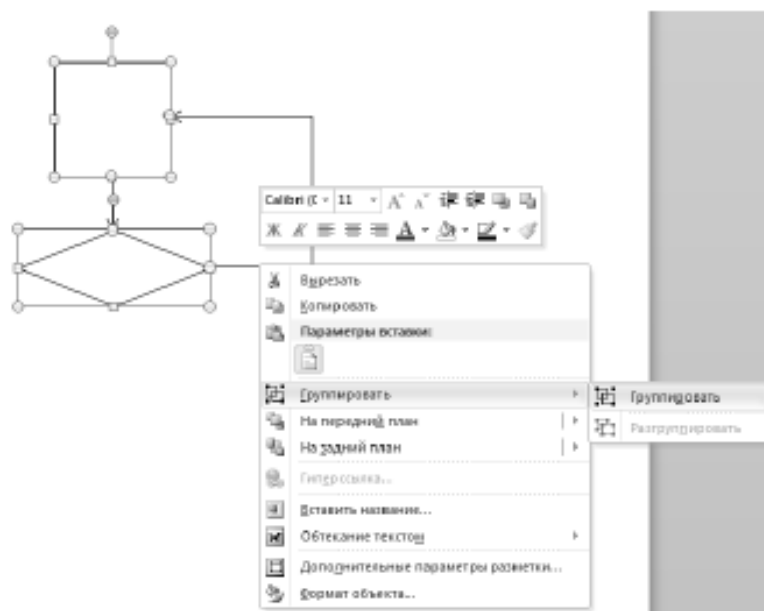 Calibri (С 11
Ж К А
Вырезать
Копировать
Параметры вставки:
Группировать
Группировать
На передний план
Разгруппировать
На задний план
Гиперссылка...
Вставить название...
Обтекание текстом
Дополнительные параметры разметки...
Формат объекта...